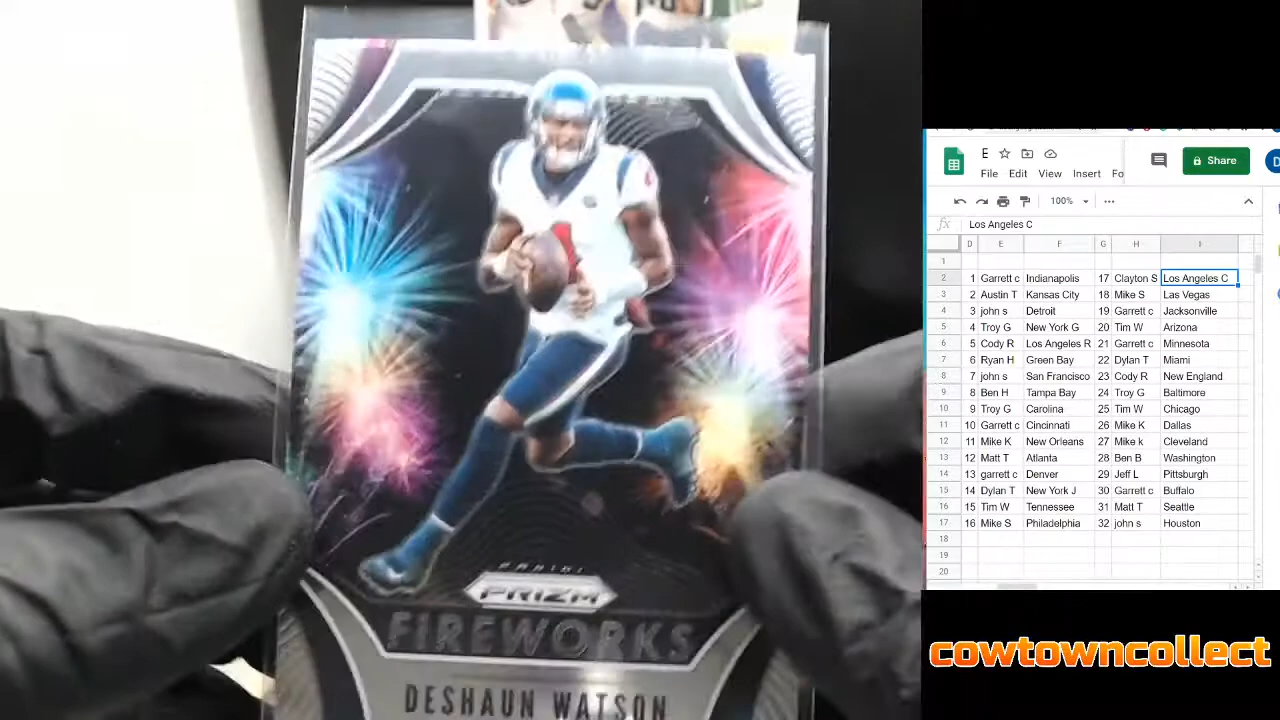 PANINI
PRIZM
FIREWORKS
DESHAUN WATSON
E
Share
D
File Edit View Insert Fo
100%
fx Los Angeles C
D E F G H I
1
2 1 Garrett c Indianapolis 17 Clayton S Los Angeles C
3 2 Austin T Kansas City 18 Mike S Las Vegas
4 3 john s Detroit 19 Garrett c Jacksonville
5 4 Troy G New York G 20 Tim W Arizona
6 5 Cody R Los Angeles R 21 Garrett c Minnesota
7 6 Ryan H Green Bay 22 Dylan T Miami
8 7 john s San Francisco 23 Cody R New England
9 8 Ben H Tampa Bay 24 Troy G Baltimore
10 9 Troy G Carolina 25 Tim W Chicago
11 10 Garrett c Cincinnati 26 Mike K Dallas
12 11 Mike K New Orleans 27 Mike k Cleveland
13 12 Matt T Atlanta 28 Ben B Washington
14 13 garrett c Denver 29 Jeff L Pittsburgh
15 14 Dylan T New York J 30 Garrett c Buffalo
16 15 Tim W Tennessee 31 Matt T Seattle
17 16 Mike S Philadelphia 32 john s Houston
18
19
20
cowtowncollect